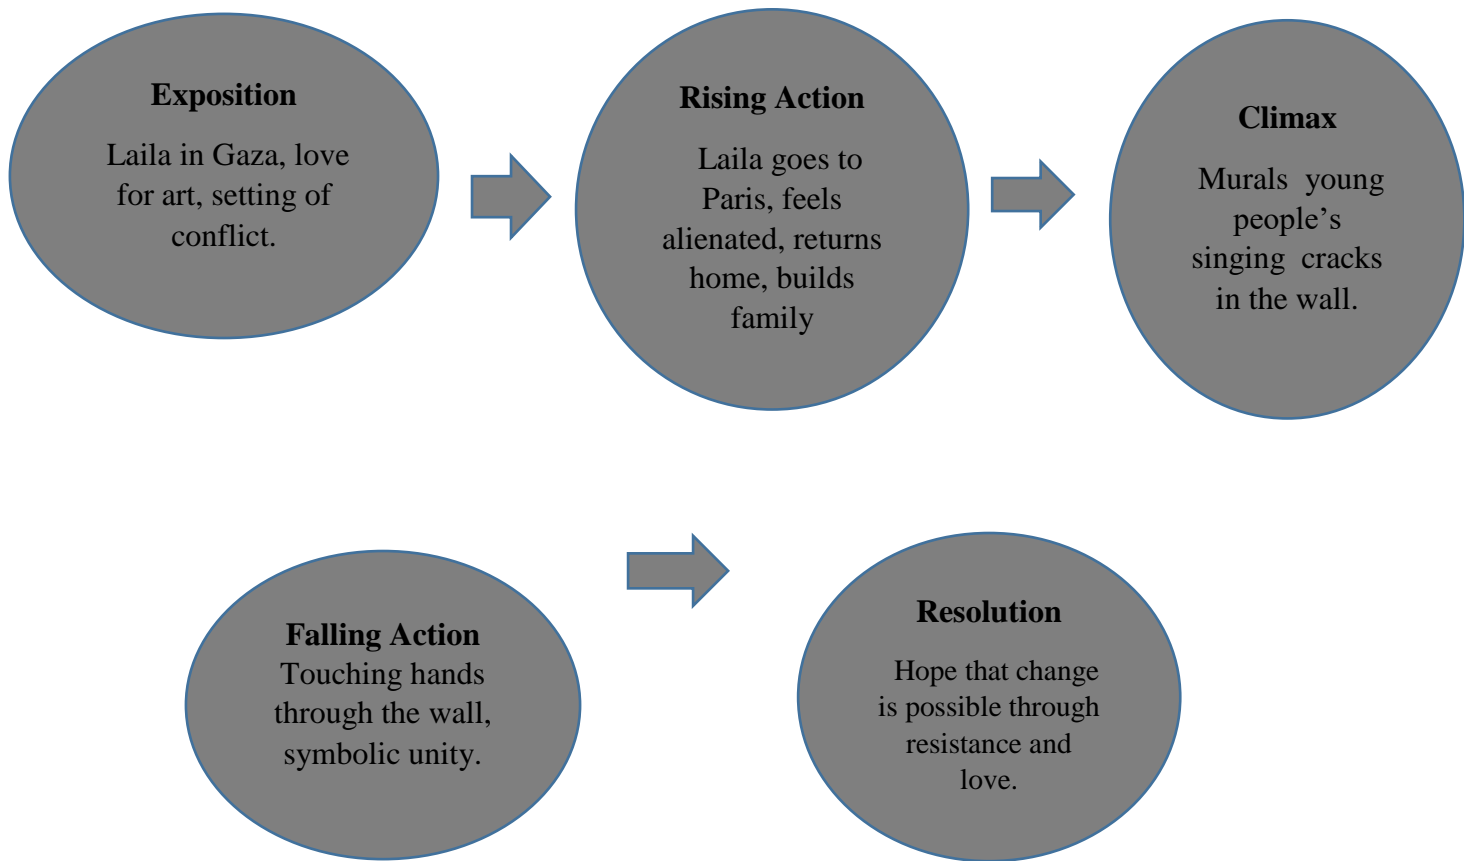 Exposition
Laila in Gaza, love
for art, setting of
conflict.
Rising Action
Laila goes to
Paris, feels
alienated, returns
home, builds
family
Climax
Murals young
people’s
singing cracks
in the wall.
Falling Action
Touching hands
through the wall,
symbolic unity.
Resolution
Hope that change
is possible through
resistance and
love.